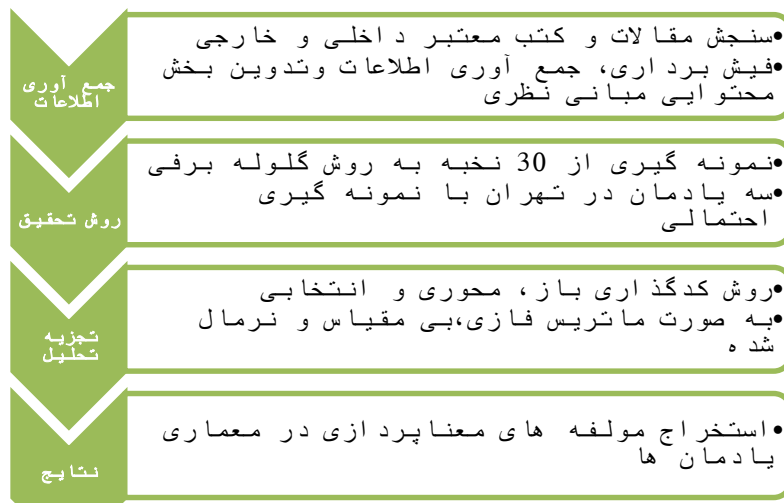 جمع آوری
اطلاعات
•سنجش مقالات و کتب معتبر داخلی و خارجی
•فیش برداری، جمع آوری اطلاعات وتدوین بخش
محتوایی مبانی نظری
روش تحقیق
•نمونه گیری از 30 نخبه به روش گلوله برفی
•سه یادمان در تهران با نمونه گیری
احتمالی
تجزیه
تحلیل
•روش کدگذاری باز، محوری و انتخابی
•به صورت ماتریس فازی،بی مقیاس و نرمال
شده
نتایج
•استخراج مولفه های معناپردازی در معماری
یادمان ها